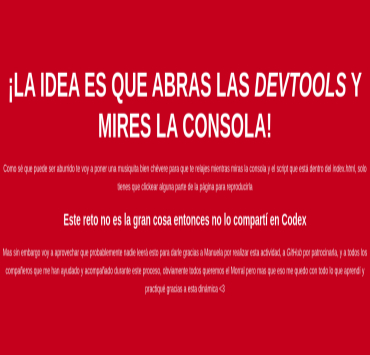 ¡LA IDEA ES QUE ABRAS LAS DEVTOOLS Y
MIRES LA CONSOLA!
Como sé que puede ser aburrido te voy a poner una musiquita bien chévere para que te relajes mientras miras la consola y el script que está dentro del index.html, solo
tienes que clickear alguna parte de la página para reproducirla
Este reto no es la gran cosa entonces no lo compartí en Codex
Mas sin embargo voy a aprovechar que probablemente nadie leerá esto para darle gracias a Manuela por realizar esta actividad, a GitHub por patrocinarla, y a todos los
compañeros que me han ayudado y acompañado durante este proceso, obviamente todos queremos el Morral pero mas que eso me quedo con todo lo que aprendí y
practiqué gracias a esta dinámica <3